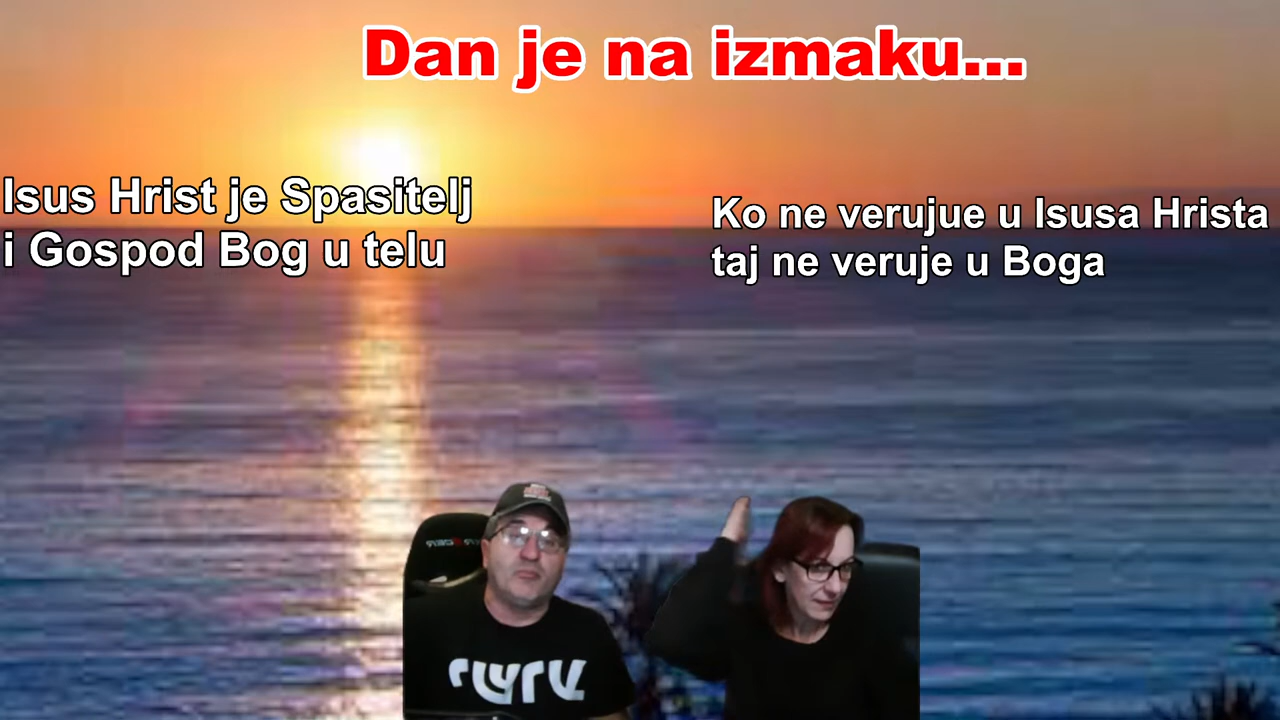 Dan je na izmaku...
Isus Hrist je Spasitelj
i Gospod Bog u telu
Ko ne verujue u Isusa Hrista
taj ne veruje u Boga